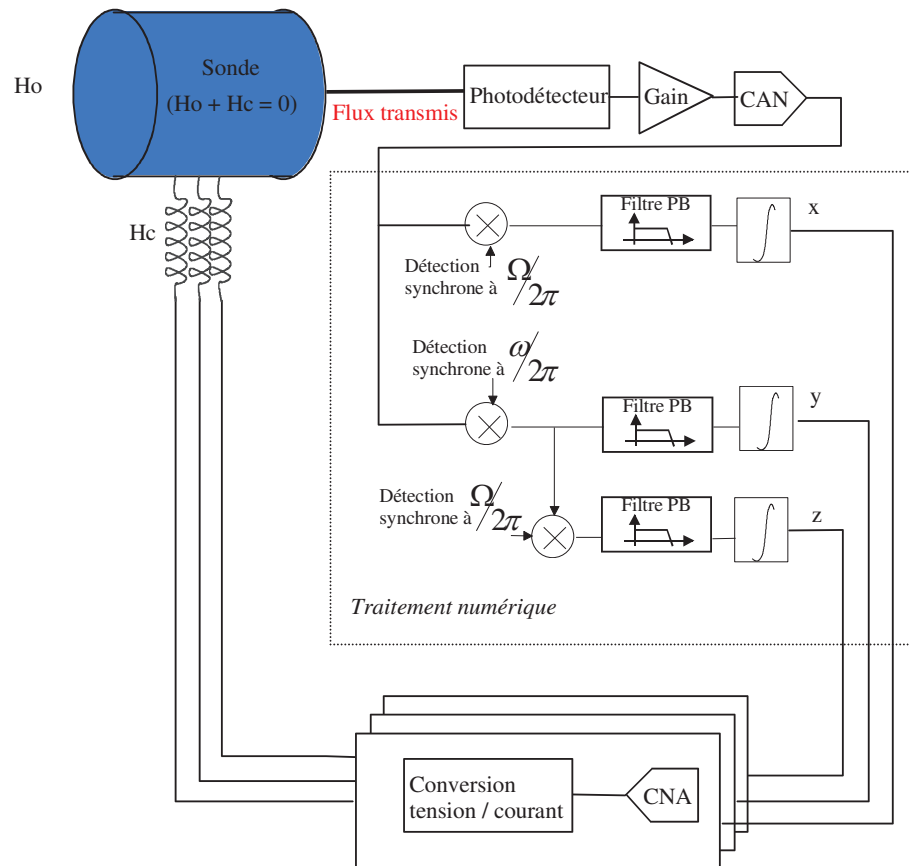 Ho
Sonde
(Ho + Hc = 0)
Flux transmis
Photodétecteur
Gain
CAN
Hc
Filtre PB
x
Détection
synchrone à Ω/2π
Détection
synchrone à ω/2π
Filtre PB
y
Détection
synchrone à Ω/2π
Filtre PB
z
Traitement numérique
Conversion
tension / courant
CNA